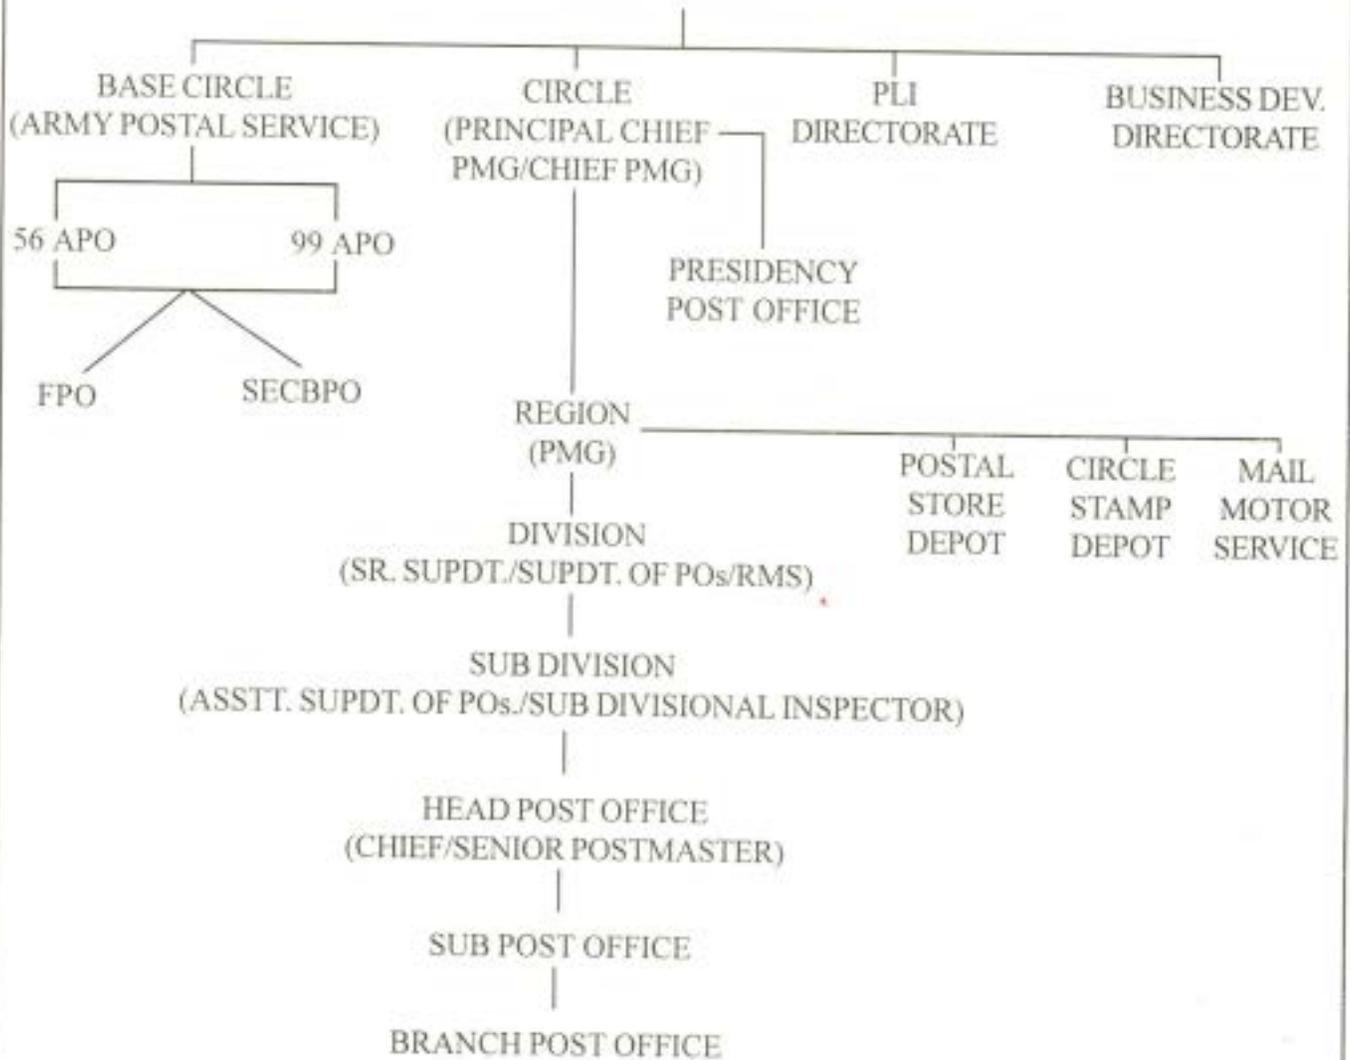 BASE CIRCLE
(ARMY POSTAL SERVICE)
CIRCLE
(PRINCIPAL CHIEF
PMG/CHIEF PMG)
PLI
DIRECTORATE
BUSINESS DEV.
DIRECTORATE
56 APO
99 APO
PRESIDENCY
POST OFFICE
FPO
SECBPO
REGION
(PMG)
POSTAL
STORE
DEPOT
CIRCLE
STAMP
DEPOT
MAIL
MOTOR
SERVICE
DIVISION
(SR. SUPDT./SUPDT. OF POs/RMS)
SUB DIVISION
(ASSTT. SUPDT. OF POs./SUB DIVISIONAL INSPECTOR)
HEAD POST OFFICE
(CHIEF/SENIOR POSTMASTER)
SUB POST OFFICE
BRANCH POST OFFICE